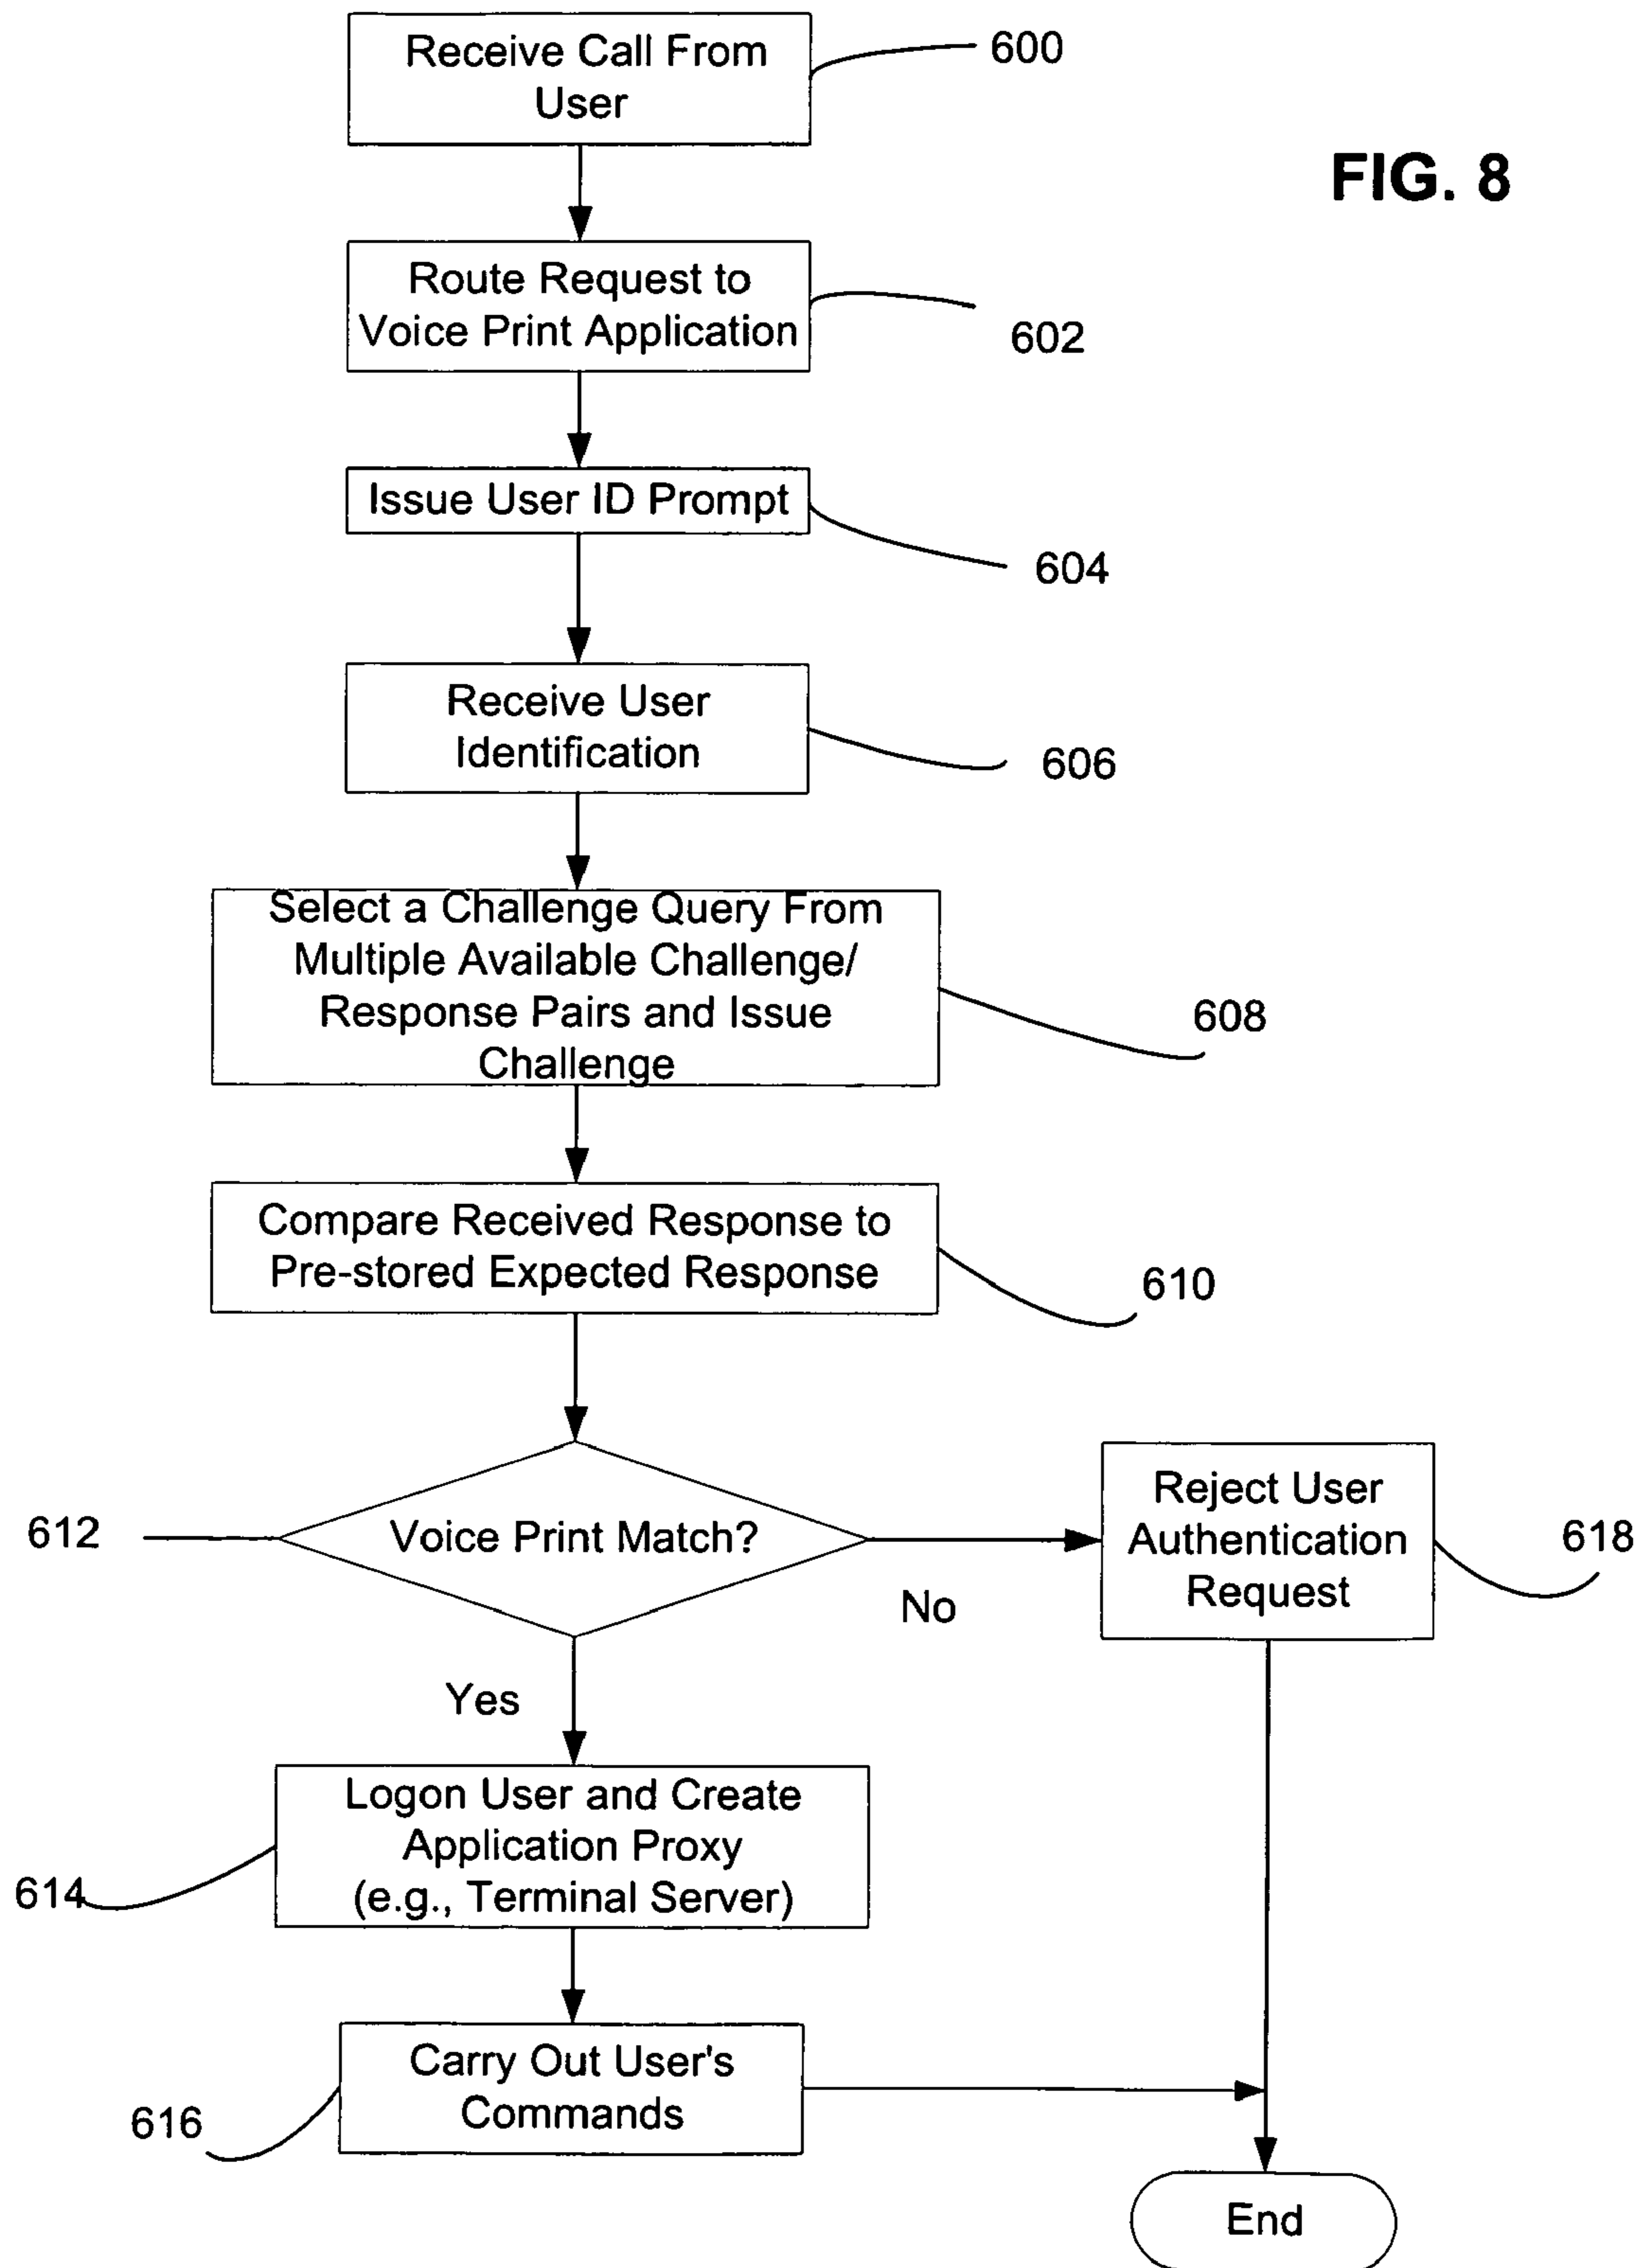 Receive Call From
User
600
FIG. 8
Route Request to
Voice Print Application
602
Issue User ID Prompt
604
Receive User
Identification
606
Select a Challenge Query From
Multiple Available Challenge/
Response Pairs and Issue
Challenge
608
Compare Received Response to
Pre-stored Expected Response
610
612
Voice Print Match?
No
Reject User
Authentication
Request
618
Yes
Logon User and Create
Application Proxy
(e.g., Terminal Server)
614
Carry Out User's
Commands
616
End